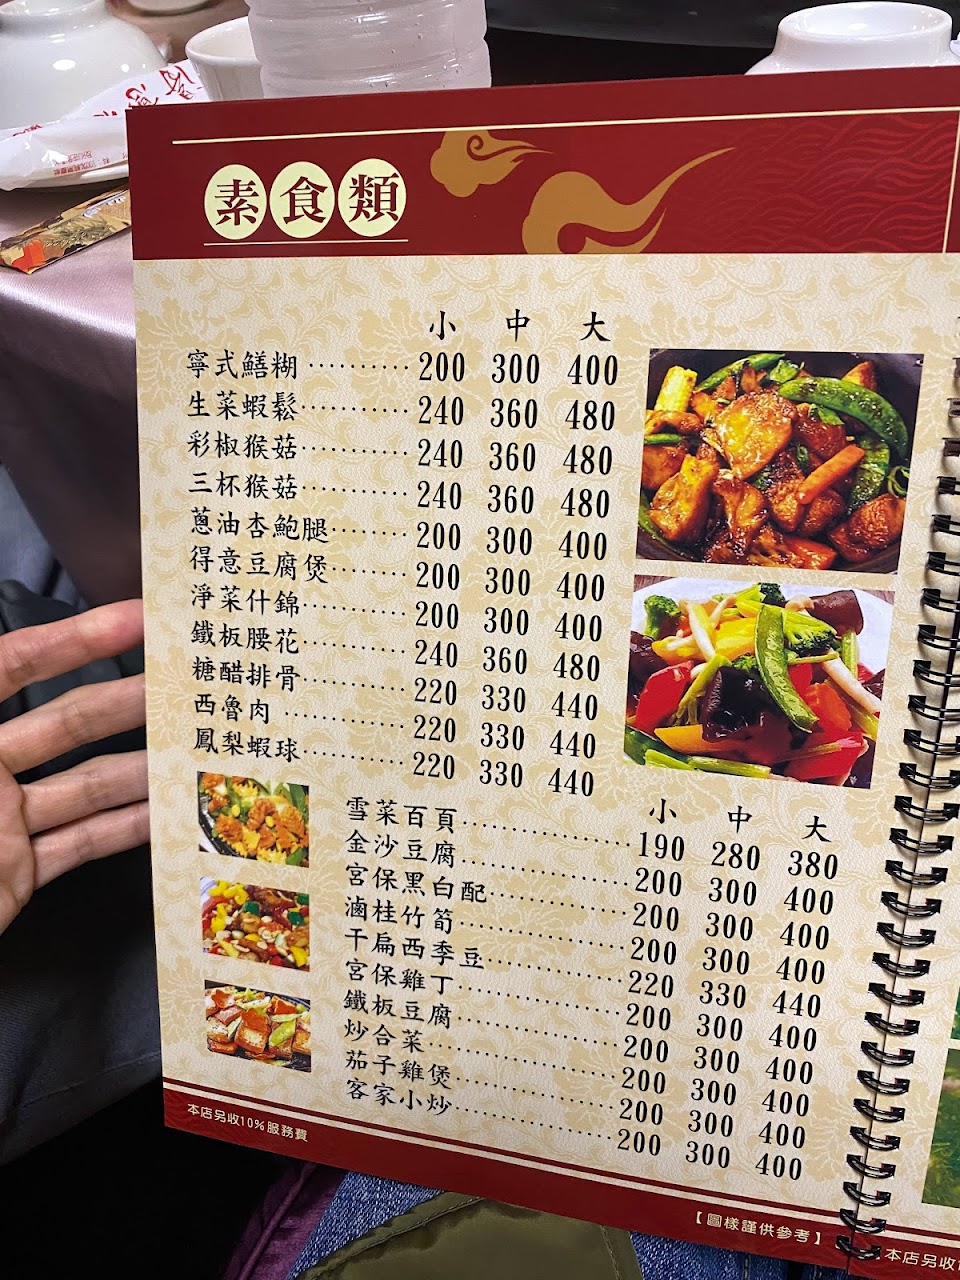 素食類
小 中 大
寧式鱔糊 200 300 400
生菜蝦鬆 240 360 480
彩椒猴菇 240 360 480
三杯猴菇 240 360 480
蔥油杏鮑腿 200 300 400
得意豆腐煲 200 300 400
淨菜什錦 200 300 400
鐵板腰花 240 360 480
糖醋排骨 220 330 440
西魯肉 220 330 440
鳳梨蝦球 220 330 440
小 中 大
雪菜百頁 190 280 380
金沙豆腐 200 300 400
宮保黑白配 200 300 400
滷桂竹筍 200 300 400
干扁西季豆 220 330 440
宮保雞丁 200 300 400
鐵板豆腐 200 300 400
炒合菜 200 300 400
茄子雞煲 200 300 400
客家小炒 200 300 400
本店另收10%服務費
【圖樣謹供參考】
本店另收